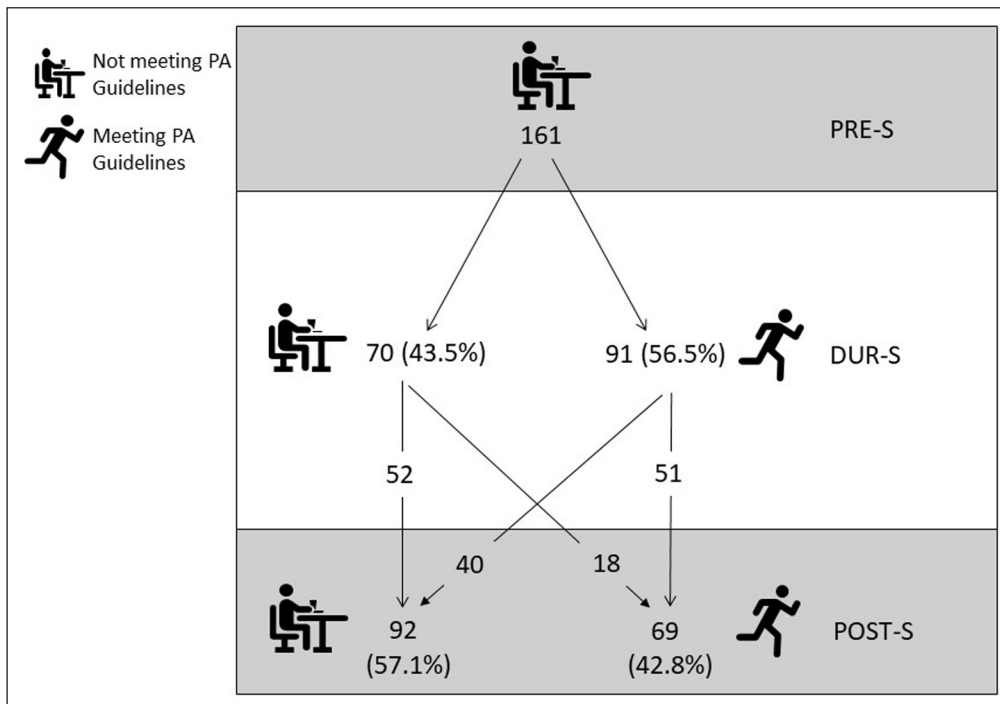 Not meeting PA
Guidelines
Meeting PA
Guidelines
161
PRE-S
70 (43.5%)
91 (56.5%)
DUR-S
52
51
40
18
92
(57.1%)
69
(42.8%)
POST-S